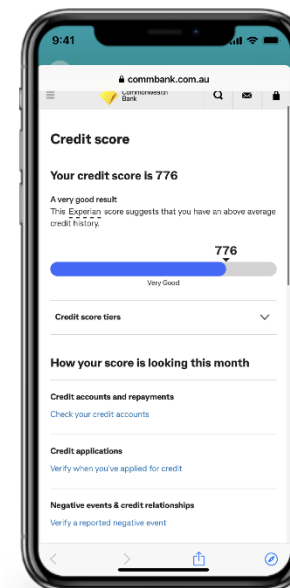 9:41
commbank.com.au
Commonwealth
Bank
Credit score
Your credit score is 776
A very good result
This Experian score suggests that you have an above average
credit history.
776
Very Good
Credit score tiers
How your score is looking this month
Credit accounts and repayments
Check your credit accounts
Credit applications
Verify when you've applied for credit
Negative events & credit relationships
Verify a reported negative event